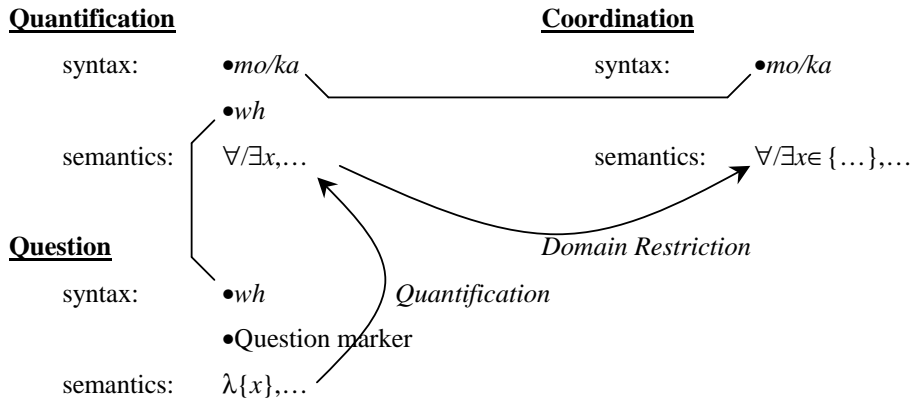 Quantification Coordination
syntax: •mo/ka syntax: •mo/ka
•wh
semantics: ∀/∃x,… semantics: ∀/∃x∈{…},…
Question Domain Restriction
syntax: •wh Quantification
•Question marker
semantics: λ{x},…